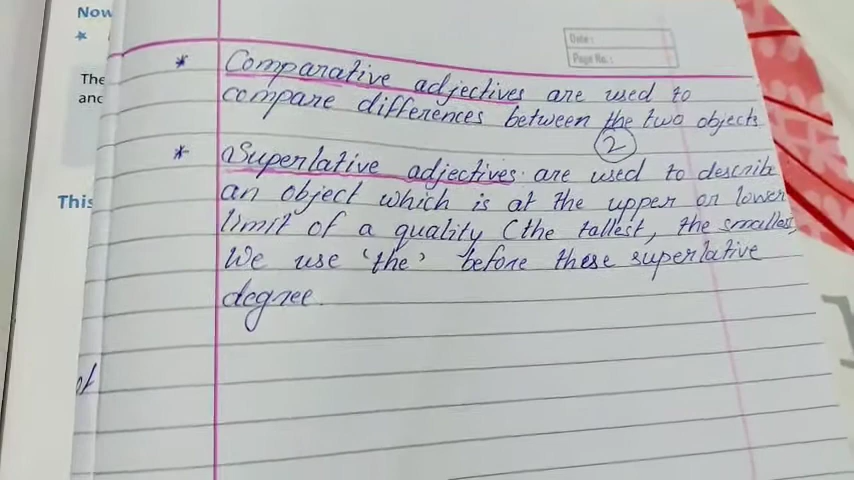 Now
The
and
This
Date :
Page No. :
* Comparative adjectives are used to
compare differences between the two objects
2
* Superlative adjectives are used to describe
an object which is at the upper or lower
limit of a quality (the tallest, the smallest,
We use 'the' before these superlative
degree.
of